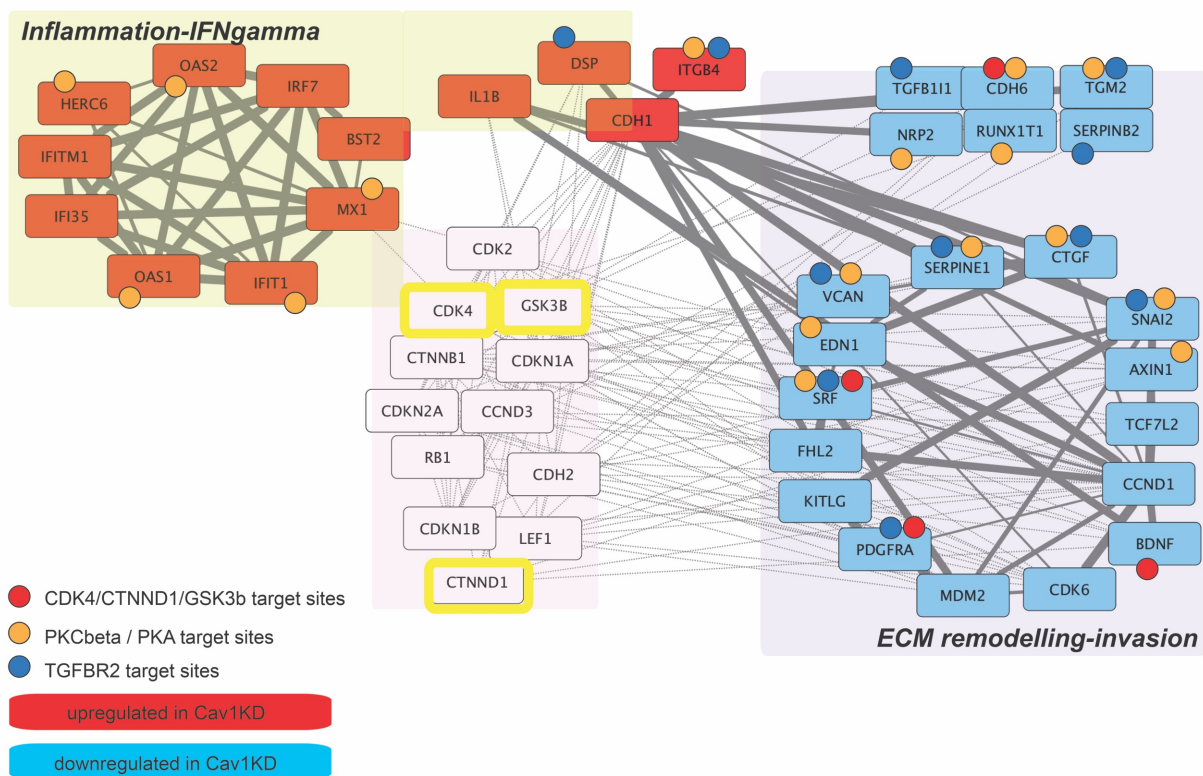 Inflammation-IFNgamma
OAS2
HERC6
IRF7
IFITM1
BST2
IFI35
MX1
OAS1
IFIT1
DSP
ITGB4
IL1B
CDH1
TGFB1I1
CDH6
TGM2
NRP2
RUNX1T1
SERPINB2
CDK2
CDK4
GSK3B
CTNNB1
CDKN1A
CDKN2A
CCND3
RB1
CDH2
CDKN1B
LEF1
CTNND1
SERPINE1
CTGF
VCAN
SNAI2
EDN1
AXIN1
SRF
TCF7L2
FHL2
CCND1
KITLG
PDGFRA
BDNF
MDM2
CDK6
ECM remodelling-invasion
CDK4/CTNND1/GSK3b target sites
PKCbeta / PKA target sites
TGFBR2 target sites
upregulated in Cav1KD
downregulated in Cav1KD